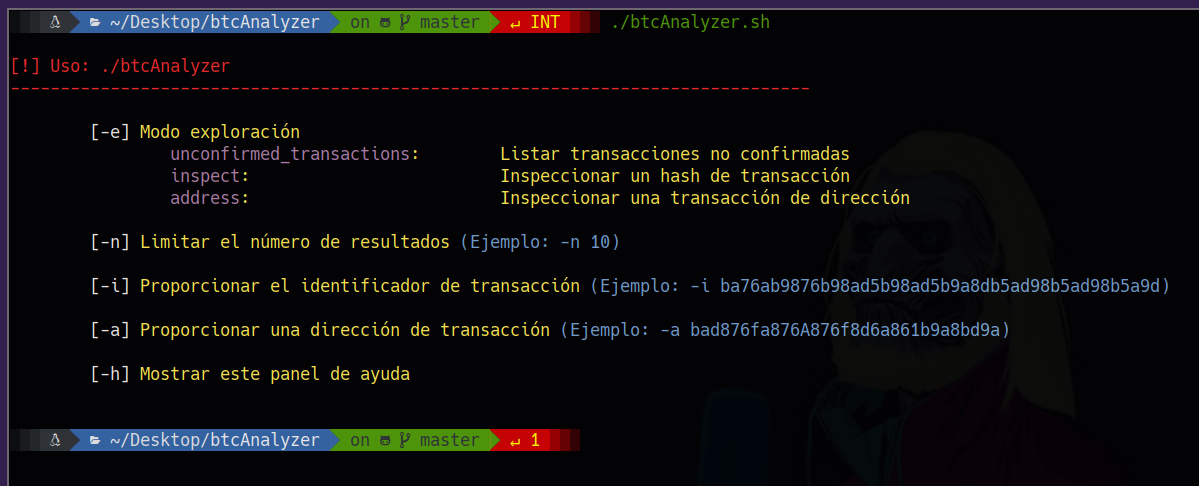 ~/Desktop/btcAnalyzer on master ↵ INT ./btcAnalyzer.sh
[!] Uso: ./btcAnalyzer
--------------------------------------------------------------------------------
[-e] Modo exploración
unconfirmed_transactions: Listar transacciones no confirmadas
inspect: Inspeccionar un hash de transacción
address: Inspeccionar una transacción de dirección
[-n] Limitar el número de resultados (Ejemplo: -n 10)
[-i] Proporcionar el identificador de transacción (Ejemplo: -i ba76ab9876b98ad5b98ad5b9a8db5ad98b5ad98b5a9d)
[-a] Proporcionar una dirección de transacción (Ejemplo: -a bad876fa876A876f8d6a861b9a8bd9a)
[-h] Mostrar este panel de ayuda
~/Desktop/btcAnalyzer on master ↵ 1